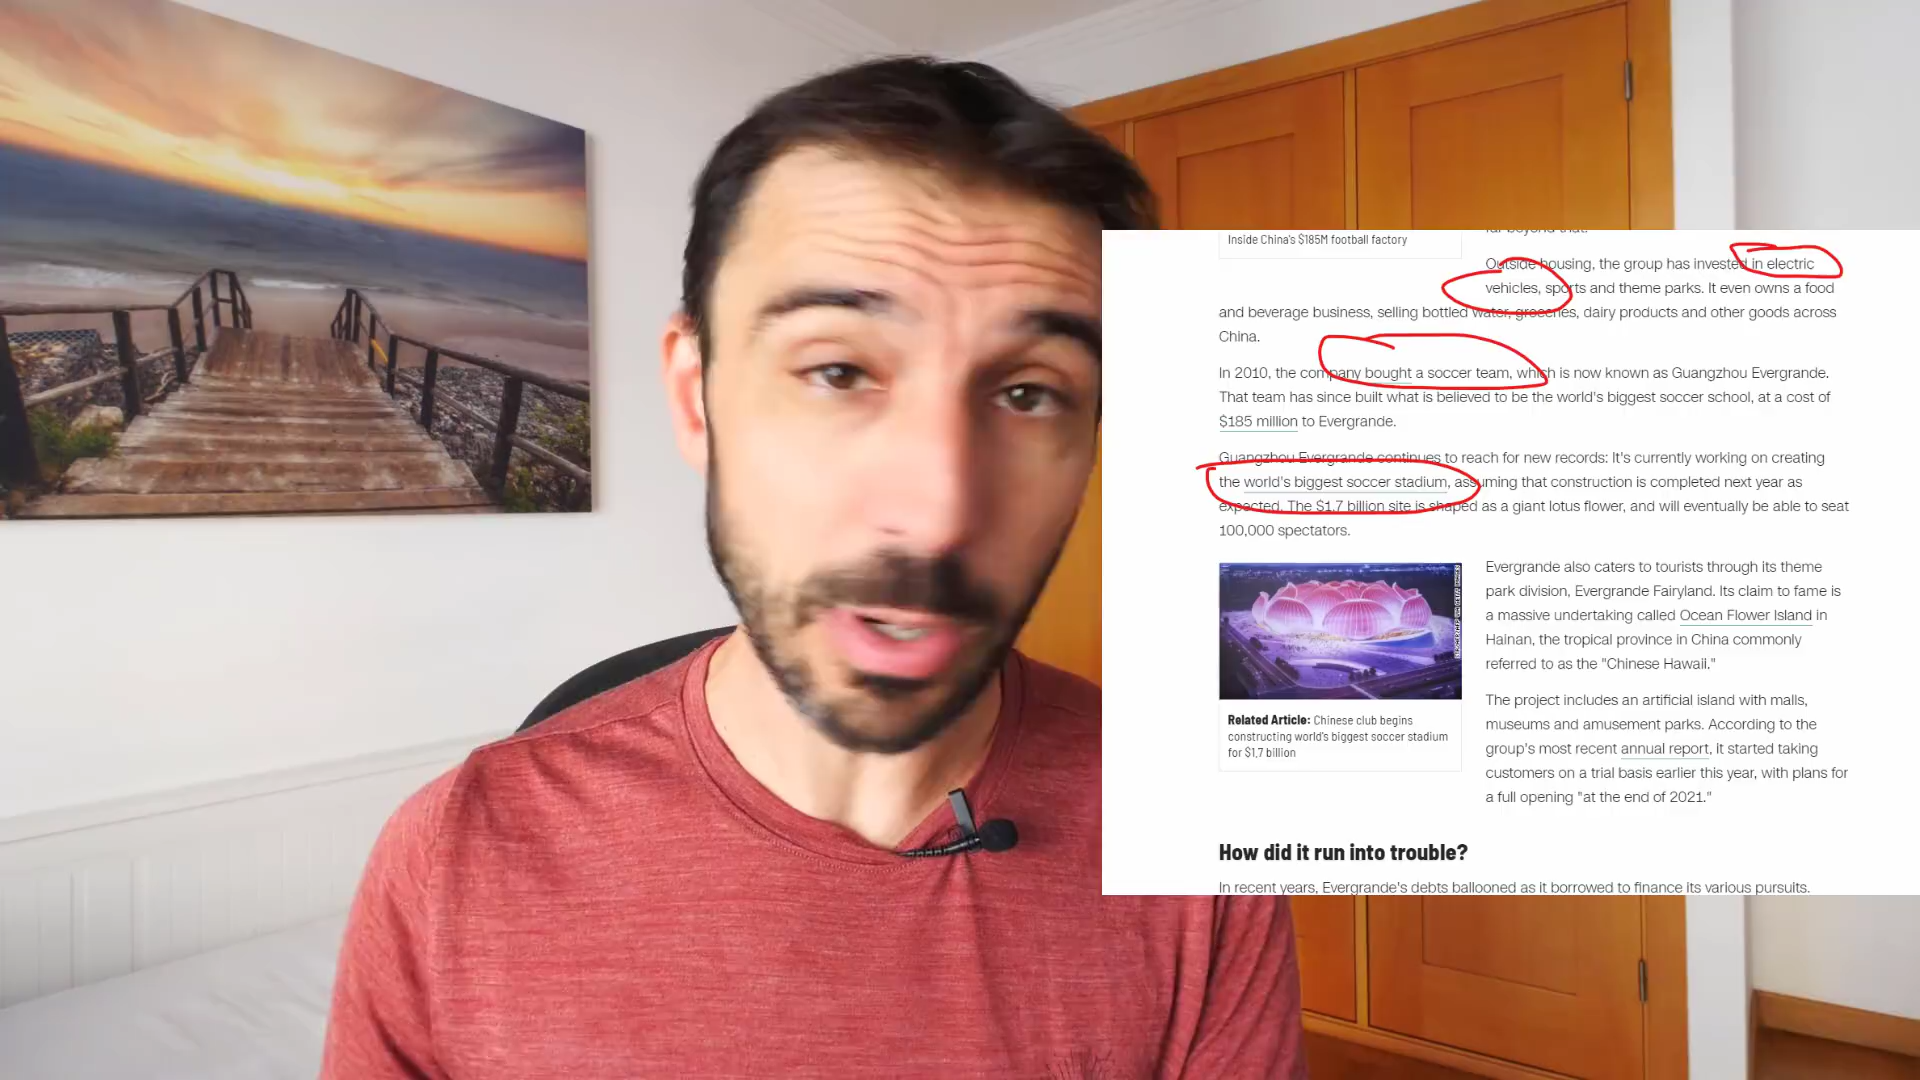 Inside China's $185M football factory
far beyond that.
Outside housing, the group has invested in electric
vehicles, sports and theme parks. It even owns a food
and beverage business, selling bottled water, groceries, dairy products and other goods across
China.
In 2010, the company bought a soccer team, which is now known as Guangzhou Evergrande.
That team has since built what is believed to be the world's biggest soccer school, at a cost of
$185 million to Evergrande.
Guangzhou Evergrande continues to reach for new records: It's currently working on creating
the world's biggest soccer stadium, assuming that construction is completed next year as
expected. The $1.7 billion site is shaped as a giant lotus flower, and will eventually be able to seat
100,000 spectators.
Evergrande also caters to tourists through its theme
park division, Evergrande Fairyland. Its claim to fame is
a massive undertaking called Ocean Flower Island in
Hainan, the tropical province in China commonly
referred to as the "Chinese Hawaii."
Related Article: Chinese club begins
constructing world's biggest soccer stadium
for $1.7 billion
The project includes an artificial island with malls,
museums and amusement parks. According to the
group's most recent annual report, it started taking
customers on a trial basis earlier this year, with plans for
a full opening "at the end of 2021."
How did it run into trouble?
In recent years, Evergrande's debts ballooned as it borrowed to finance its various pursuits.